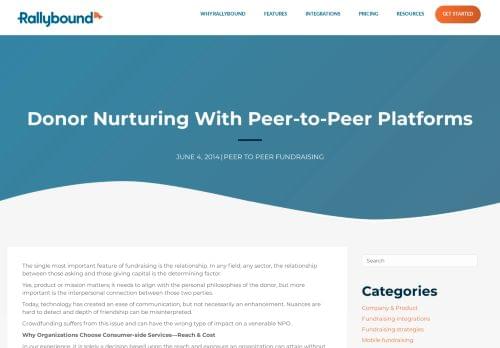 Rallybound
WHY RALLYBOUND
FEATURES
INTEGRATIONS
PRICING
RESOURCES
GET STARTED
Donor Nurturing With Peer-to-Peer Platforms
JUNE 4, 2014 | PEER TO PEER FUNDRAISING
The single most important feature of fundraising is the relationship. In any field; any sector, the relationship
between those asking and those giving capital is the determining factor.
Yes, product or mission matters; it needs to align with the personal philosophies of the donor, but more
important is the interpersonal connection between those two parties.
Today, technology has created an ease of communication, but not necessarily an enhancement. Nuances are
hard to detect and depth of friendship can be misinterpreted.
Crowdfunding suffers from this issue and can have the wrong type of impact on a venerable NPO.
Why Organizations Choose Consumer-side Services—Reach & Cost
In our experience, it is solely a decision based upon the reach and exposure an organization can attain without
Search
Categories
Company & Product
Fundraising integrations
Fundraising strategies
Mobile fundraising